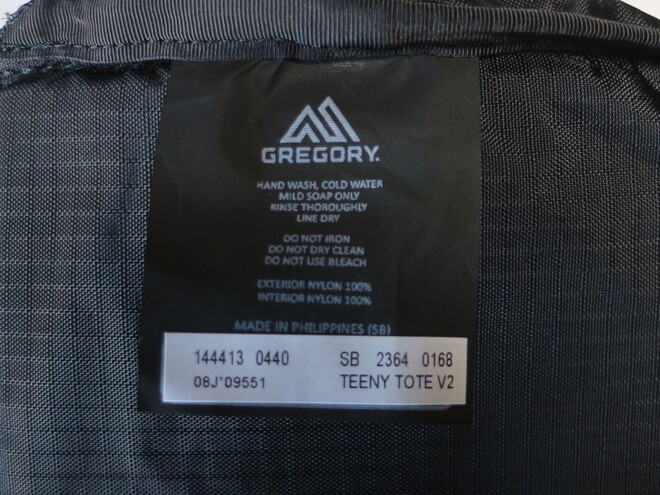 GREGORY.
HAND WASH, COLD WATER
MILD SOAP ONLY
RINSE THOROUGHLY
LINE DRY
DO NOT IRON
DO NOT DRY CLEAN
DO NOT USE BLEACH
EXTERIOR NYLON 100%
INTERIOR NYLON 100%
MADE IN PHILIPPINES (SB)
144413 0440 SB 2364 0168
08J*09551 TEENY TOTE V2